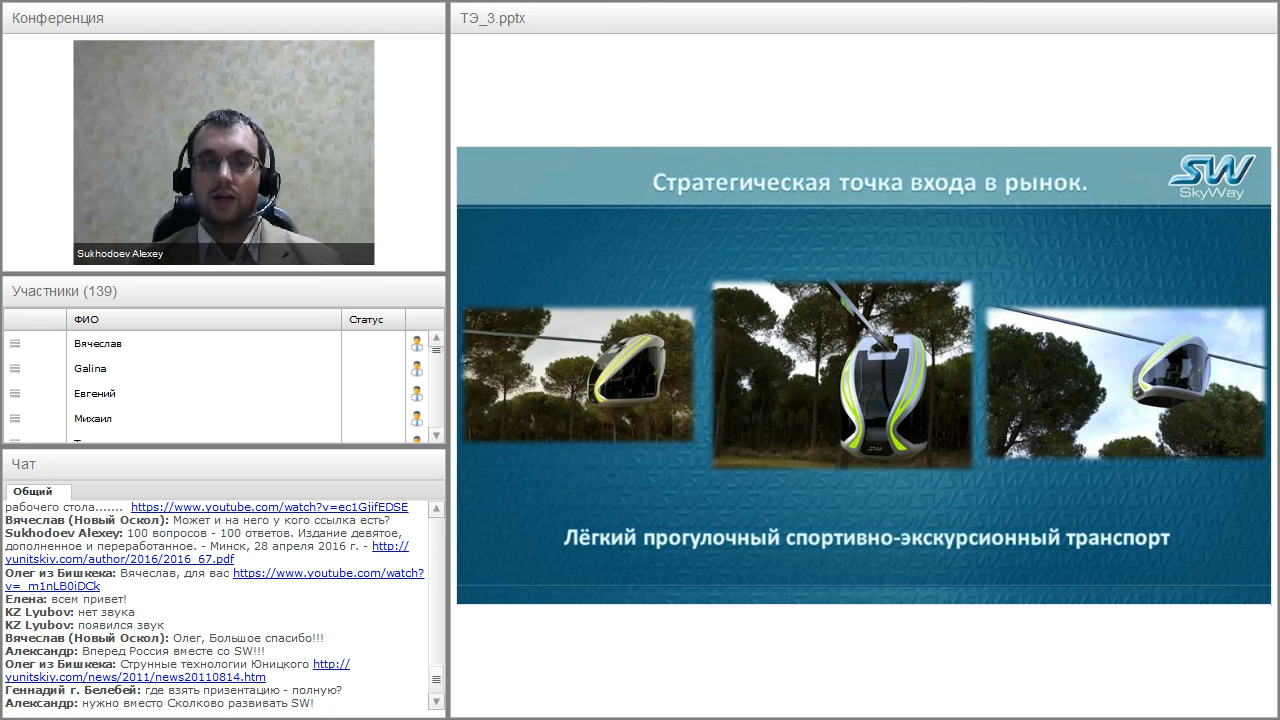 Конференция
Sukhodoev Alexey
Участники (139)
ФИО
Статус
Вячеслав
Galina
Евгений
Михаил
Чат
Общий
рабочего стола....... https://www.youtube.com/watch?v=ec1GjifEDSE
Вячеслав (Новый Оскол): Может и на него у кого ссылка есть?
Sukhodoev Alexey: 100 вопросов - 100 ответов. Издание девятое,
дополненное и переработанное. - Минск, 28 апреля 2016 г. - http://
yunitskiy.com/author/2016/2016_67.pdf
Олег из Бишкека: Вячеслав, для вас https://www.youtube.com/watch?
v=_m1nLB0iDCk
Елена: всем привет!
KZ Lyubov: нет звука
KZ Lyubov: появился звук
Вячеслав (Новый Оскол): Олег, Большое спасибо!!!
Александр: Вперед Россия вместе со SW!!!
Олег из Бишкека: Струнные технологии Юницкого http://
yunitskiy.com/news/2011/news20110814.htm
Геннадий г. Белебей: где взять призентацию - полную?
Александр: нужно вместо Сколково развивать SW!
ТЭ_3.pptx
Стратегическая точка входа в рынок.
SW
SkyWay
SW
Лёгкий прогулочный спортивно-экскурсионный транспорт